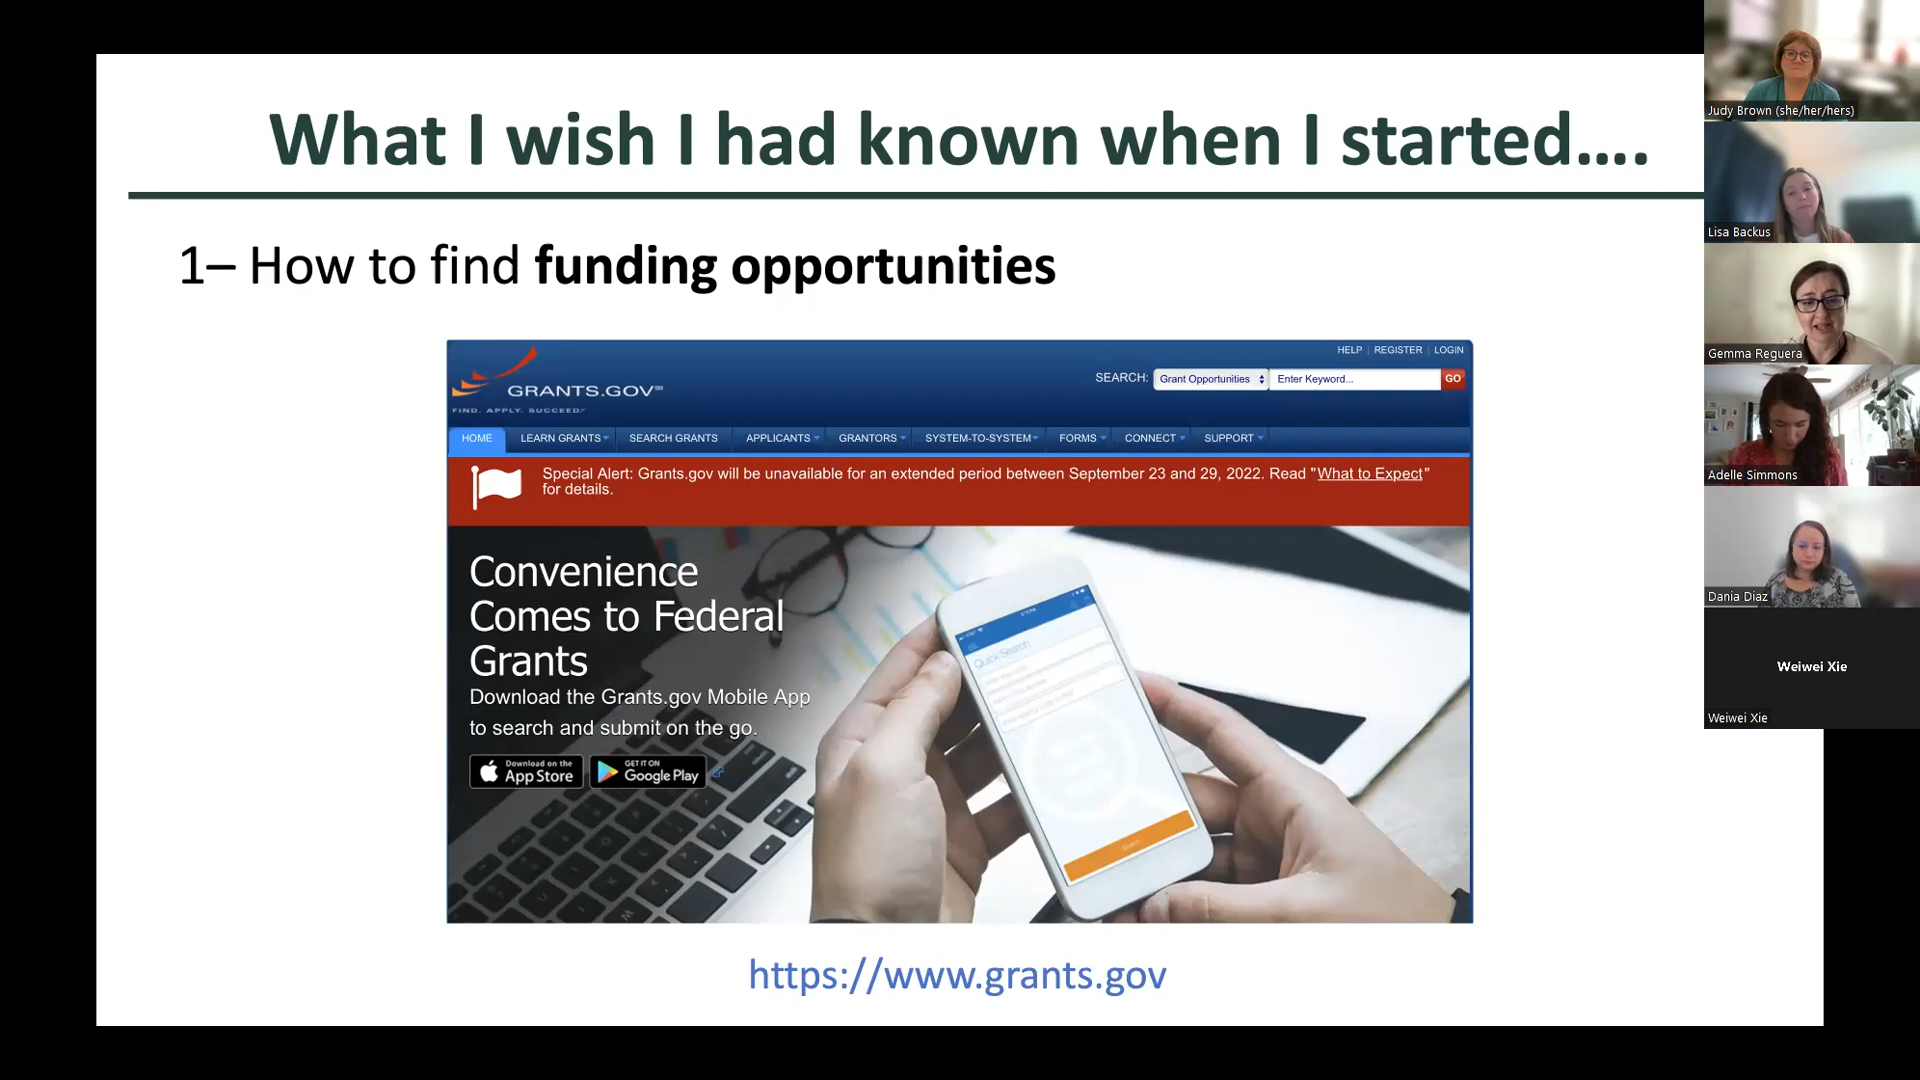 What I wish I had known when I started....
1– How to find funding opportunities
HELP | REGISTER | LOGIN
GRANTS.GOV℠
FIND. APPLY. SUCCEED.
SEARCH: Grant Opportunities Enter Keyword... GO
HOME LEARN GRANTS SEARCH GRANTS APPLICANTS GRANTORS SYSTEM-TO-SYSTEM FORMS CONNECT SUPPORT
Special Alert: Grants.gov will be unavailable for an extended period between September 23 and 29, 2022. Read "What to Expect"
for details.
Convenience
Comes to Federal
Grants
Download the Grants.gov Mobile App
to search and submit on the go.
Download on the
App Store
GET IT ON
Google Play
Quick Search
https://www.grants.gov
Judy Brown (she/her/hers)
Lisa Backus
Gemma Reguera
Adelle Simmons
Dania Diaz
Weiwei Xie
Weiwei Xie